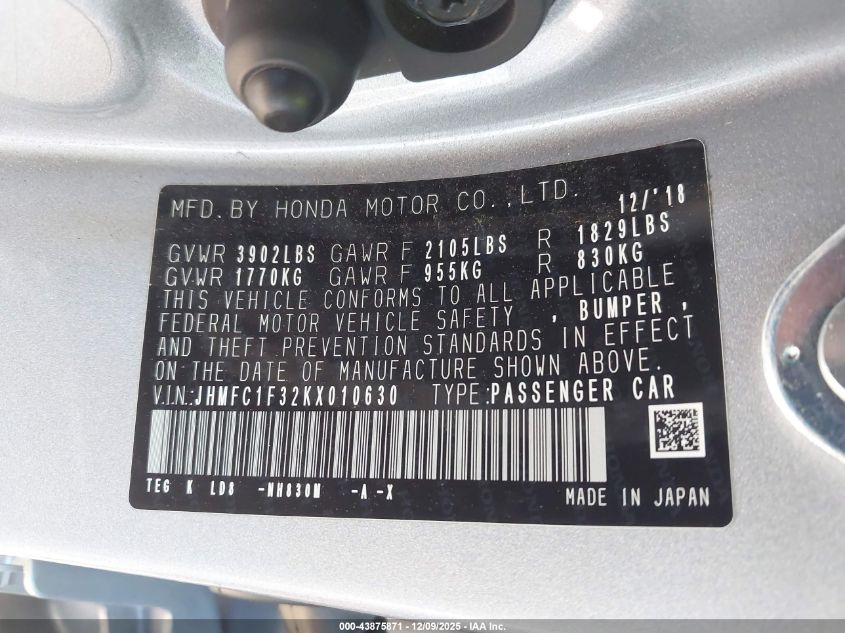 MFD. BY HONDA MOTOR CO., LTD. 12/'18
GVWR 3902LBS GAWR F 2105LBS R 1829LBS
GVWR 1770KG GAWR F 955KG R 830KG
THIS VEHICLE CONFORMS TO ALL APPLICABLE
FEDERAL MOTOR VEHICLE SAFETY , BUMPER ,
AND THEFT PREVENTION STANDARDS IN EFFECT
ON THE DATE OF MANUFACTURE SHOWN ABOVE.
V.I.N.: JHMFC1F32KX010630 TYPE: PASSENGER CAR
TEG K LD8 -NH830M -A -X
MADE IN JAPAN
000-43875871 - 12/09/2025 - IAA Inc.